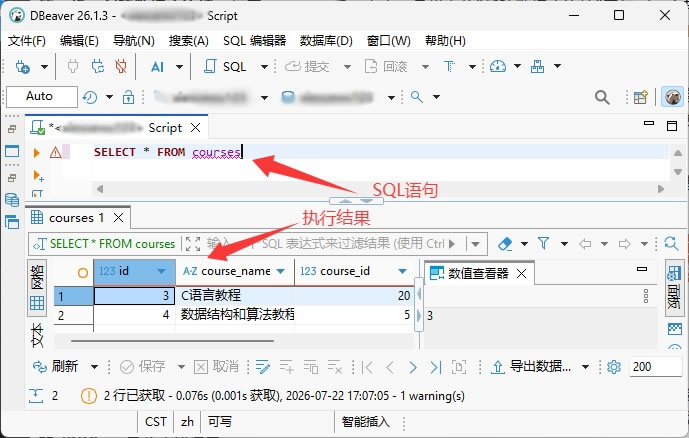 DBeaver 26.1.3 - Script
文件(F) 编辑(E) 导航(N) 搜索(A) SQL 编辑器 数据库(D) 窗口(W) 帮助(H)
AI SQL 提交 回滚 T
Auto
Script
SELECT * FROM courses
SQL语句
courses 1
执行结果
SELECT * FROM courses 输入 SQL 表达式来过滤结果 (使用 Ctrl
网格 123 id A-Z course_name 123 course_id 数值查看器 面板
1 3 C语言教程 20
2 4 数据结构和算法教程 5
3
文本
刷新 保存 取消 导出数据... 200
2 2 行已获取 - 0.076s (0.001s 获取), 2026-07-22 17:07:05 - 1 warning(s)
CST zh 可写 智能插入